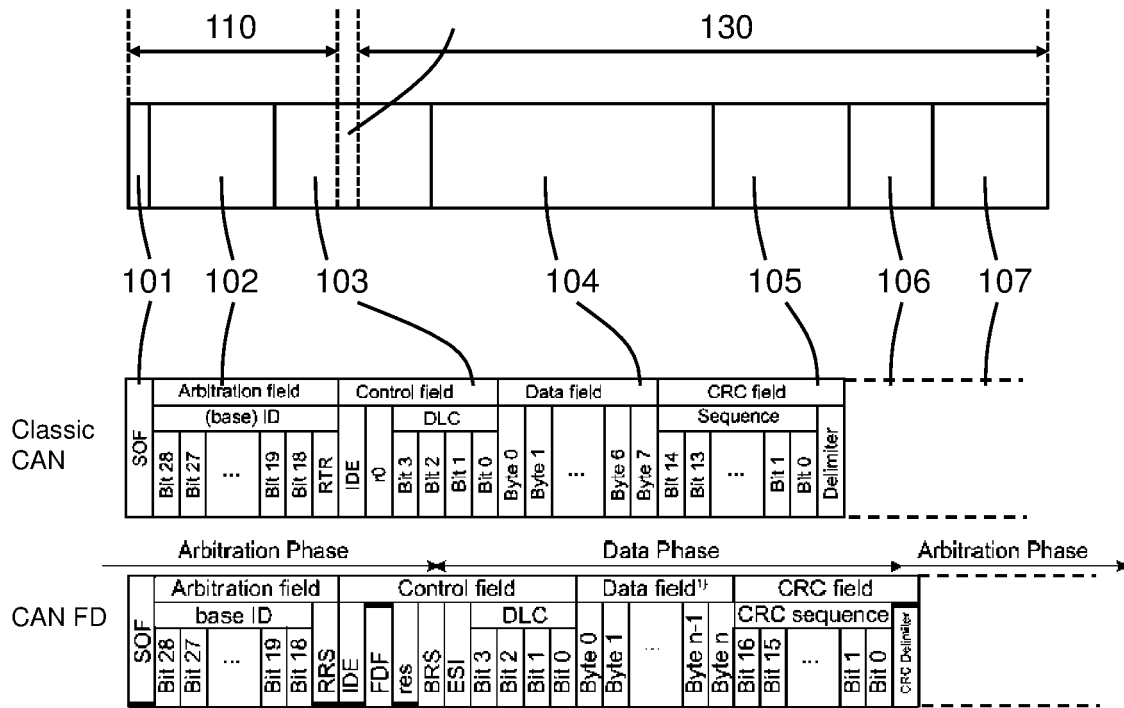 110 130
101 102 103 104 105 106 107
Classic
CAN
Arbitration field Control field Data field CRC field
(base) ID DLC Sequence
SOF Bit 28 Bit 27 ... Bit 19 Bit 18 RTR IDE r0 Bit 3 Bit 2 Bit 1 Bit 0 Byte 0 Byte 1 ... Byte 6 Byte 7 Bit 14 Bit 13 ... Bit 1 Bit 0 Delimiter
Arbitration Phase Data Phase Arbitration Phase
CAN FD
Arbitration field Control field Data field¹⁾ CRC field
base ID DLC CRC sequence
SOF Bit 28 Bit 27 ... Bit 19 Bit 18 RRS IDE FDF res BRS ESI Bit 3 Bit 2 Bit 1 Bit 0 Byte 0 Byte 1 ... Byte n-1 Byte n Bit 16 Bit 15 ... Bit 1 Bit 0 CRC Delimiter